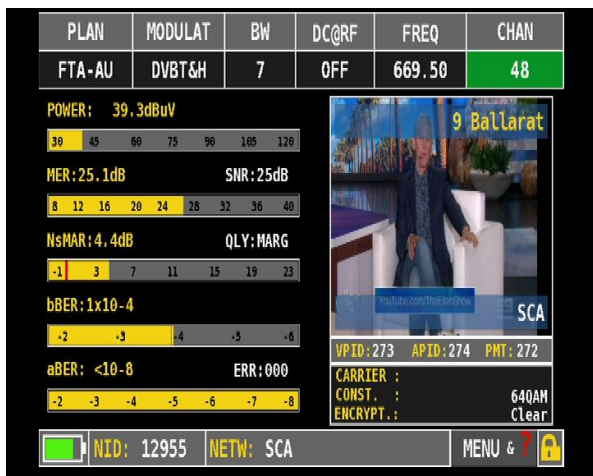 PLAN MODULAT BW DC@RF FREQ CHAN
FTA-AU DVBT&H 7 OFF 669.50 48
POWER: 39.3dBuV
30 45 60 75 90 105 120
MER:25.1dB SNR:25dB
8 12 16 20 24 28 32 36 40
NsMAR:4.4dB QLY:MARG
-1 3 7 11 15 19 23
bBER:1x10-4
-2 -3 -4 -5 -6
aBER: <10-8 ERR:000
-2 -3 -4 -5 -6 -7 -8
9 Ballarat
YouTube.com/TheEllenShow
SCA
VPID:273 APID:274 PMT:272
CARRIER :
CONST. : 64QAM
ENCRYPT.: Clear
NID: 12955 NETW: SCA MENU & ?